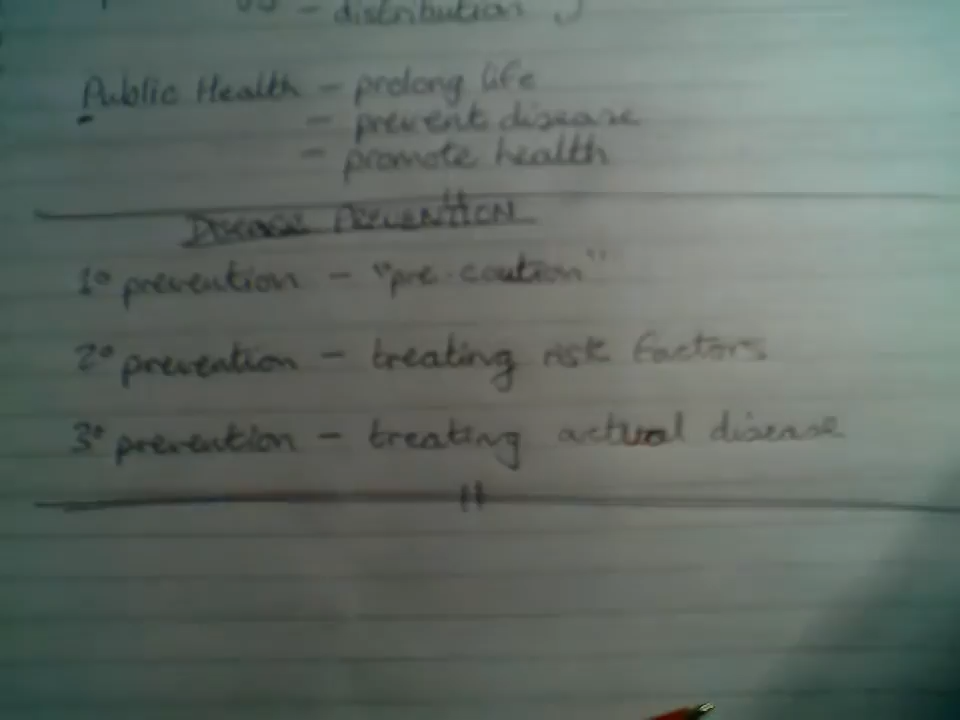 - distribution
Public Health - prolong life
- prevent disease
- promote health
DISEASE PREVENTION
1° prevention - "pre-caution"
2° prevention - treating risk factors
3° prevention - treating actual disease